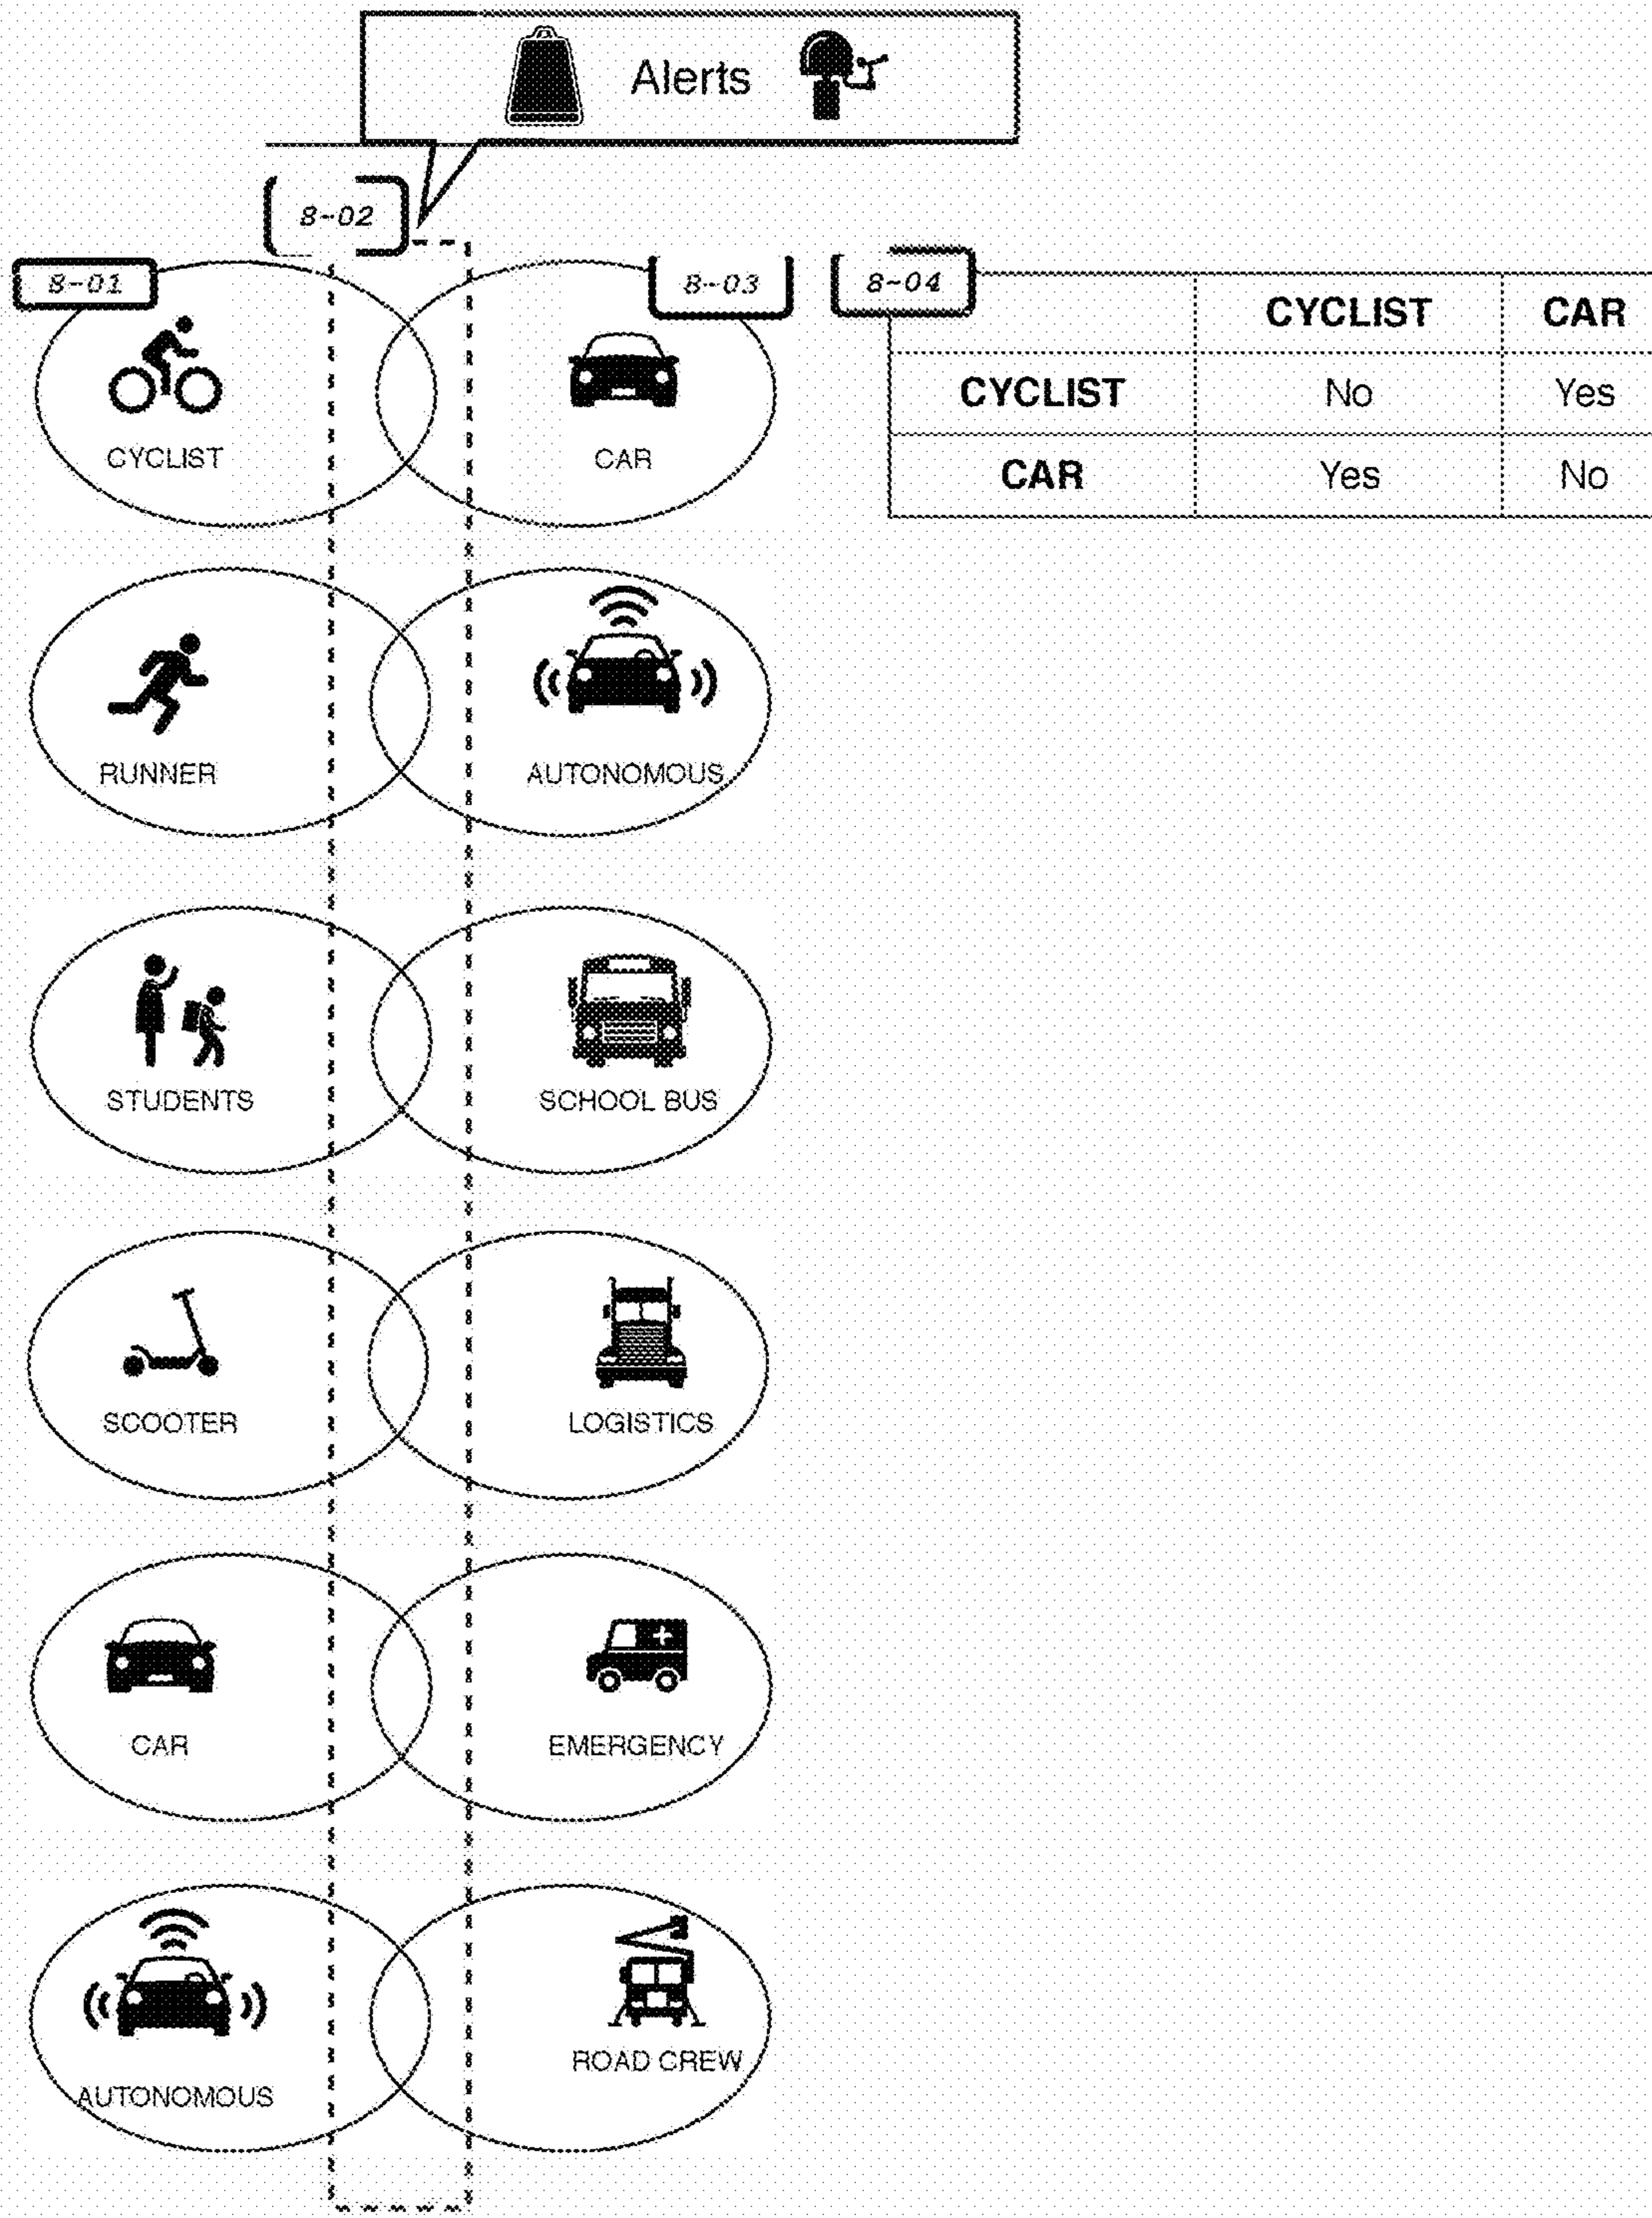 Alerts
8-02
8-01
8-03
8-04
CYCLIST CAR
CYCLIST No Yes
CAR Yes No
CYCLIST CAR
RUNNER AUTONOMOUS
STUDENTS SCHOOL BUS
SCOOTER LOGISTICS
CAR EMERGENCY
ROAD CREW
AUTONOMOUS